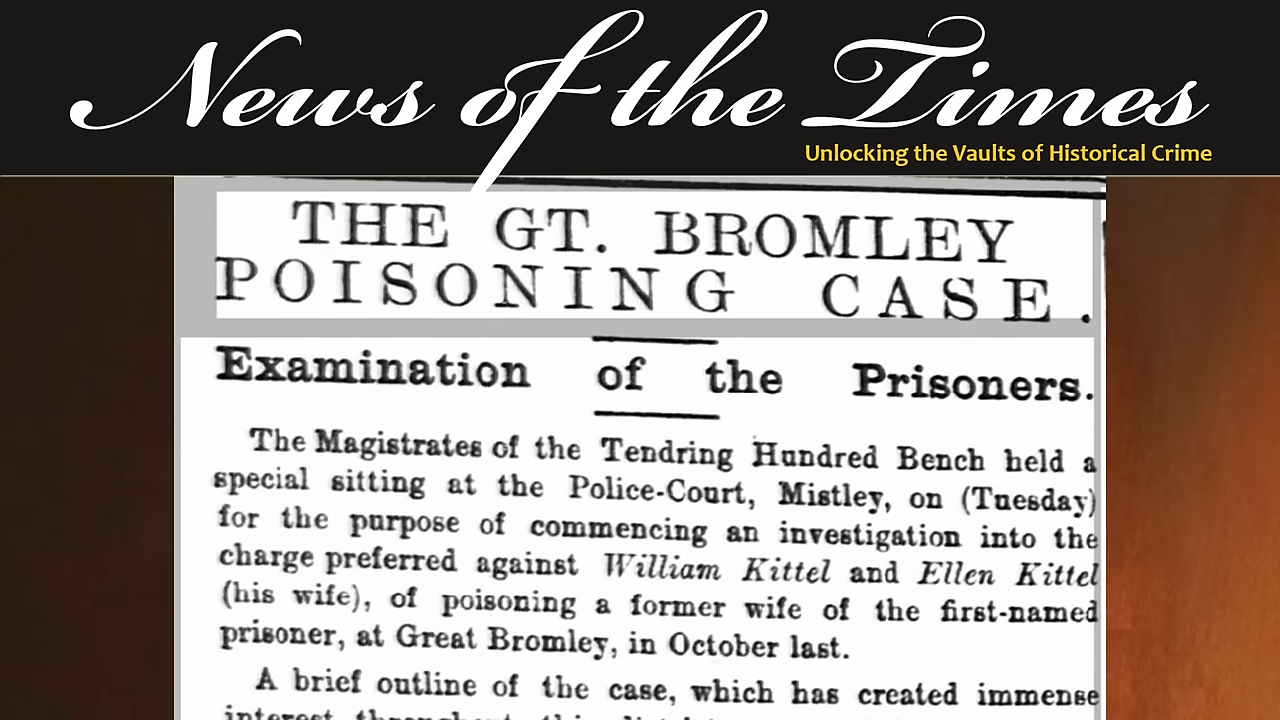 News of the Times
Unlocking the Vaults of Historical Crime
THE GT. BROMLEY
POISONING CASE.
Examination of the Prisoners.
The Magistrates of the Tendring Hundred Bench held a
special sitting at the Police-Court, Mistley, on (Tuesday)
for the purpose of commencing an investigation into the
charge preferred against William Kittel and Ellen Kittel
(his wife), of poisoning a former wife of the first-named
prisoner, at Great Bromley, in October last.
A brief outline of the case, which has created immense
interest throughout this